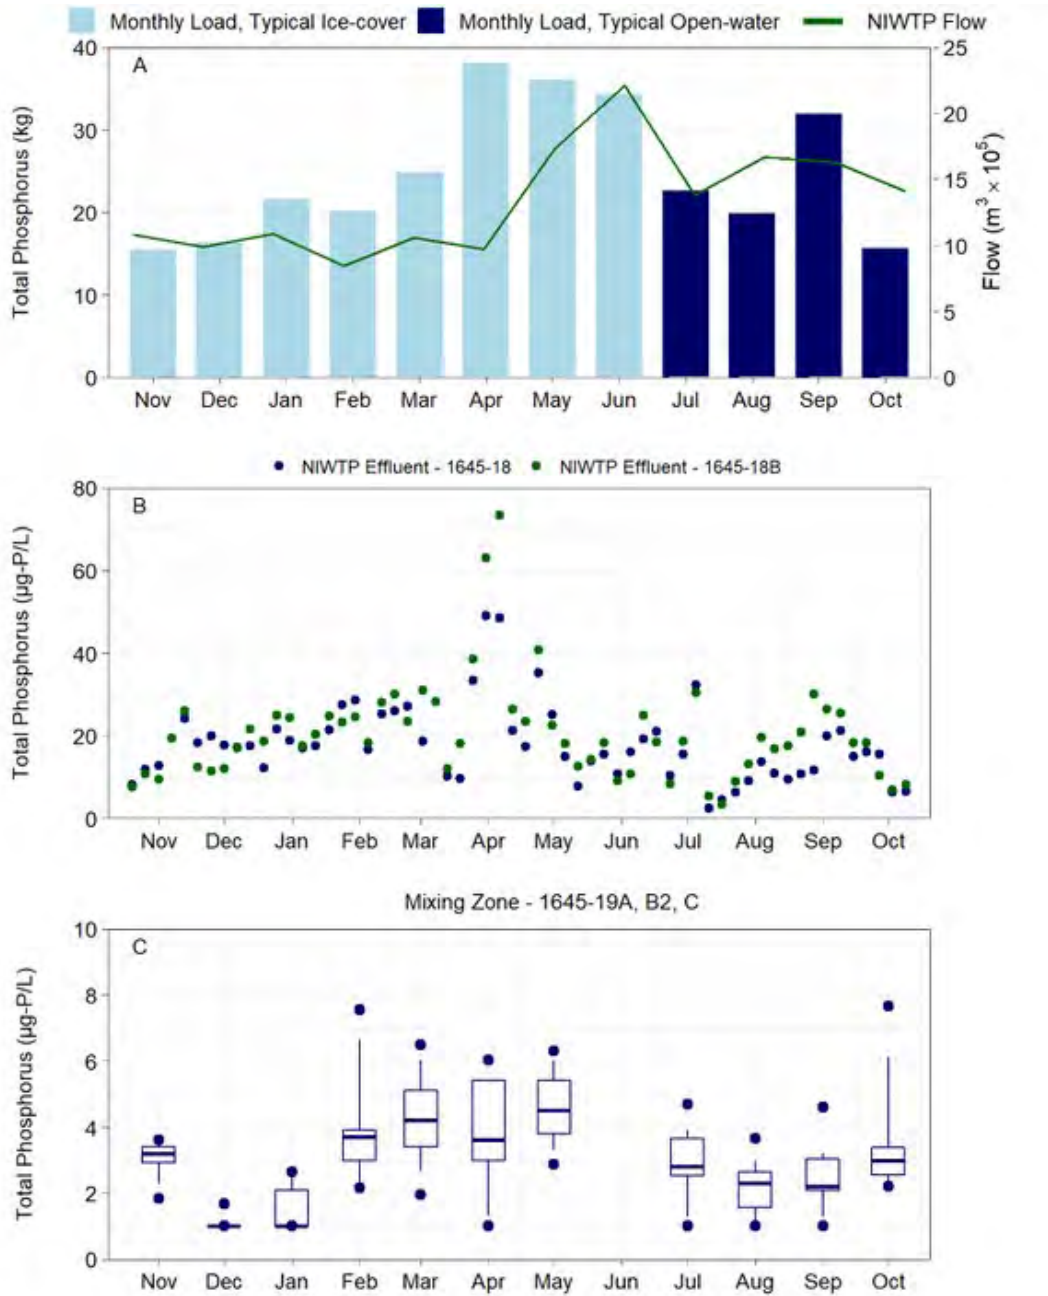 Monthly Load, Typical Ice-cover Monthly Load, Typical Open-water NIWTP Flow
A
Total Phosphorus (kg)
40
30
20
10
0
Flow (m³ × 10⁵)
25
20
15
10
5
0
Nov Dec Jan Feb Mar Apr May Jun Jul Aug Sep Oct
NIWTP Effluent - 1645-18 NIWTP Effluent - 1645-18B
B
Total Phosphorus (µg-P/L)
80
60
40
20
0
Nov Dec Jan Feb Mar Apr May Jun Jul Aug Sep Oct
Mixing Zone - 1645-19A, B2, C
C
Total Phosphorus (µg-P/L)
10
8
6
4
2
0
Nov Dec Jan Feb Mar Apr May Jun Jul Aug Sep Oct